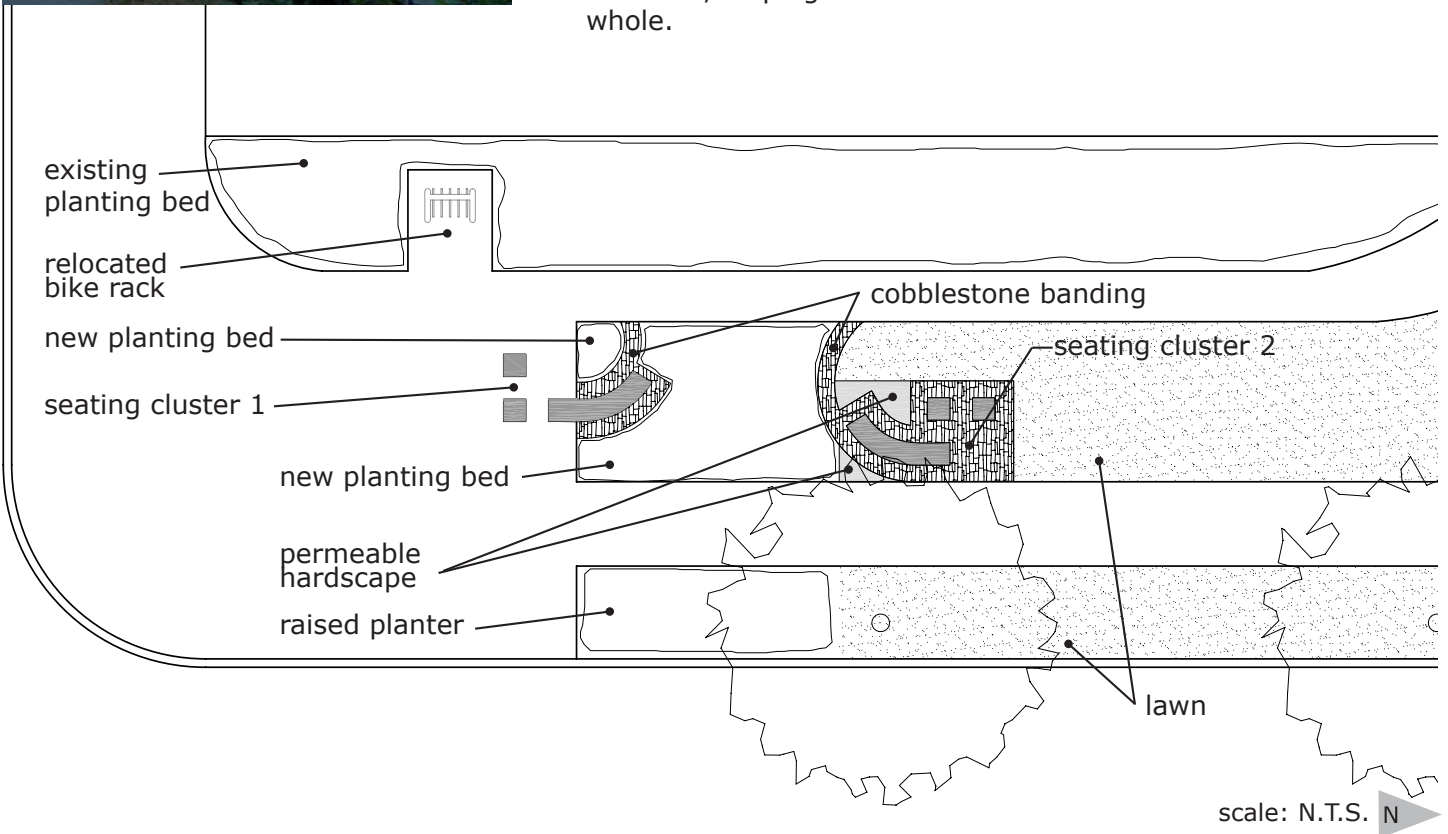 whole.
existing
planting bed
relocated
bike rack
cobblestone banding
new planting bed
seating cluster 2
seating cluster 1
new planting bed
permeable
hardscape
raised planter
lawn
scale: N.T.S. N